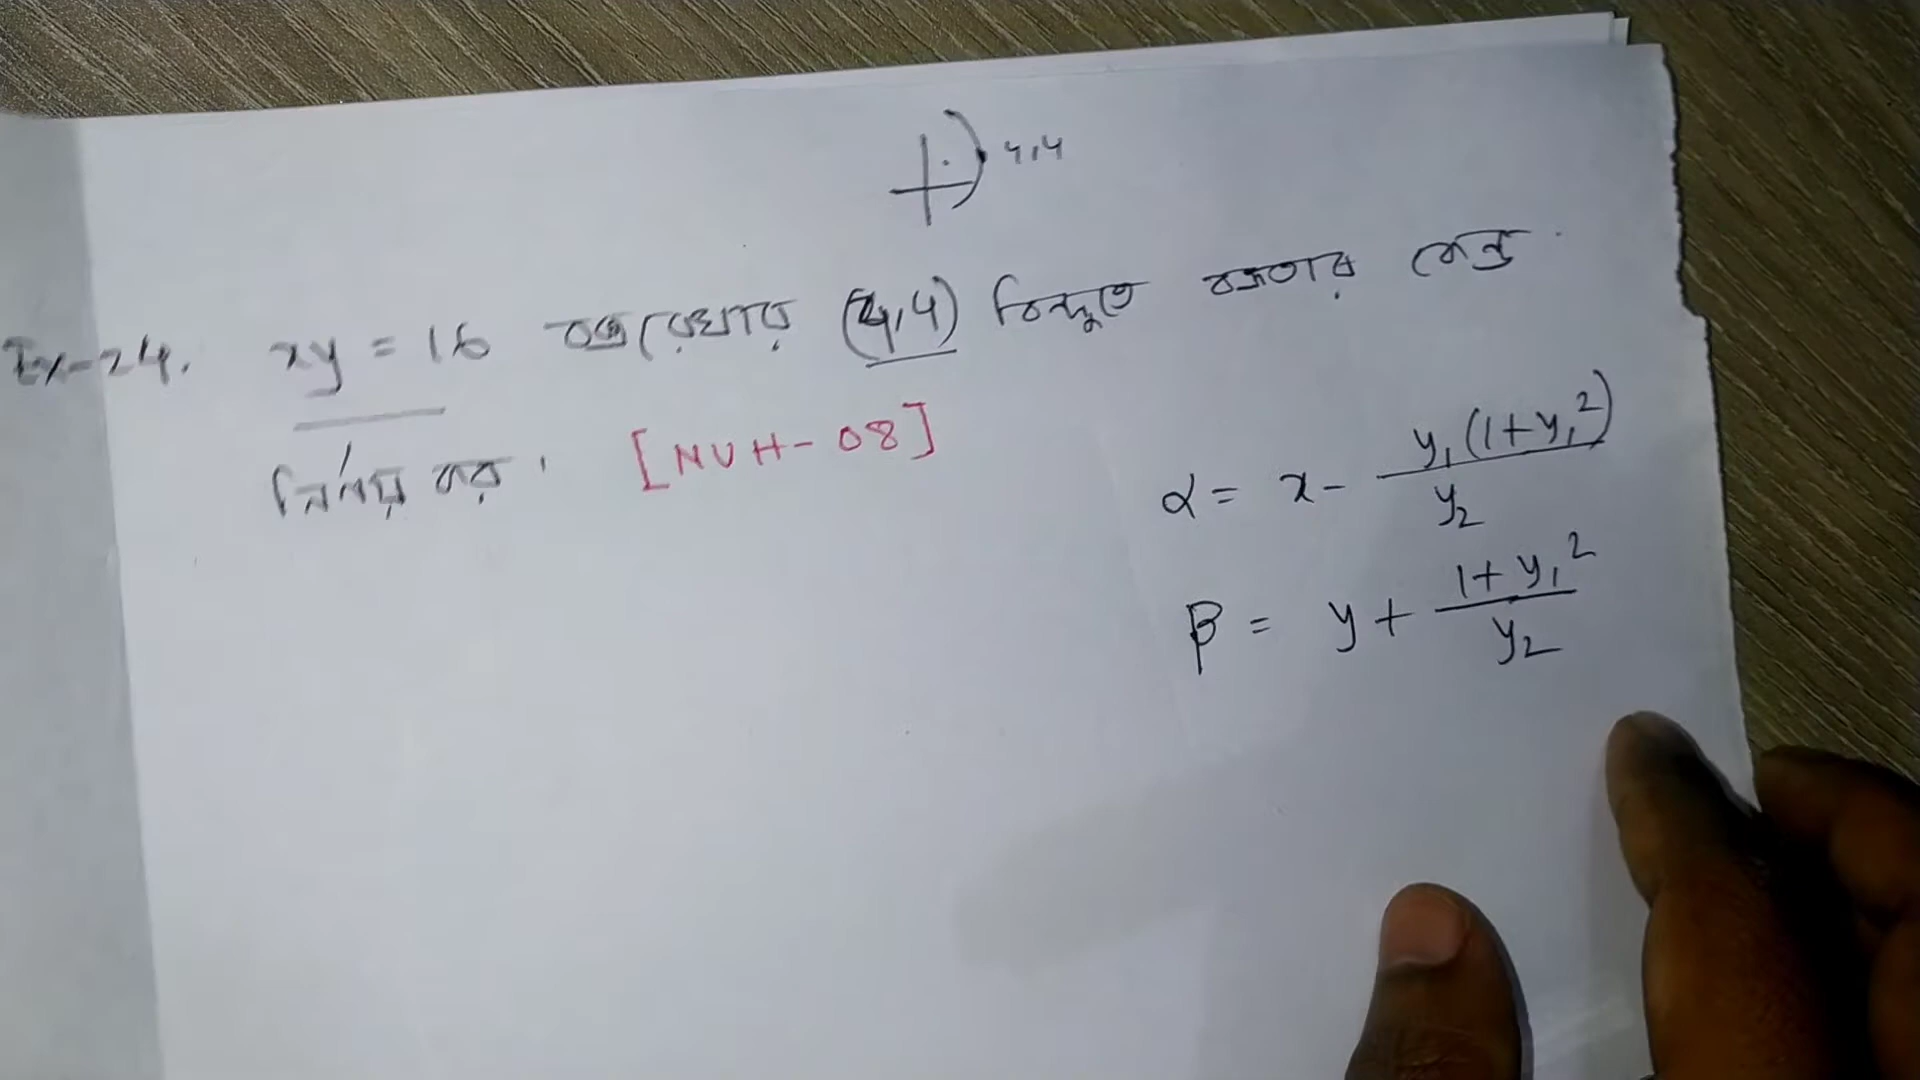 4,4
Ex-24. xy = 16 বক্ররেখার (4,4) বিন্দুতে বক্রতার কেন্দ্র
নির্ণয় কর। [NUH-08]
α = x - y₁(1+y₁²)/y₂
β = y + 1+y₁²/y₂